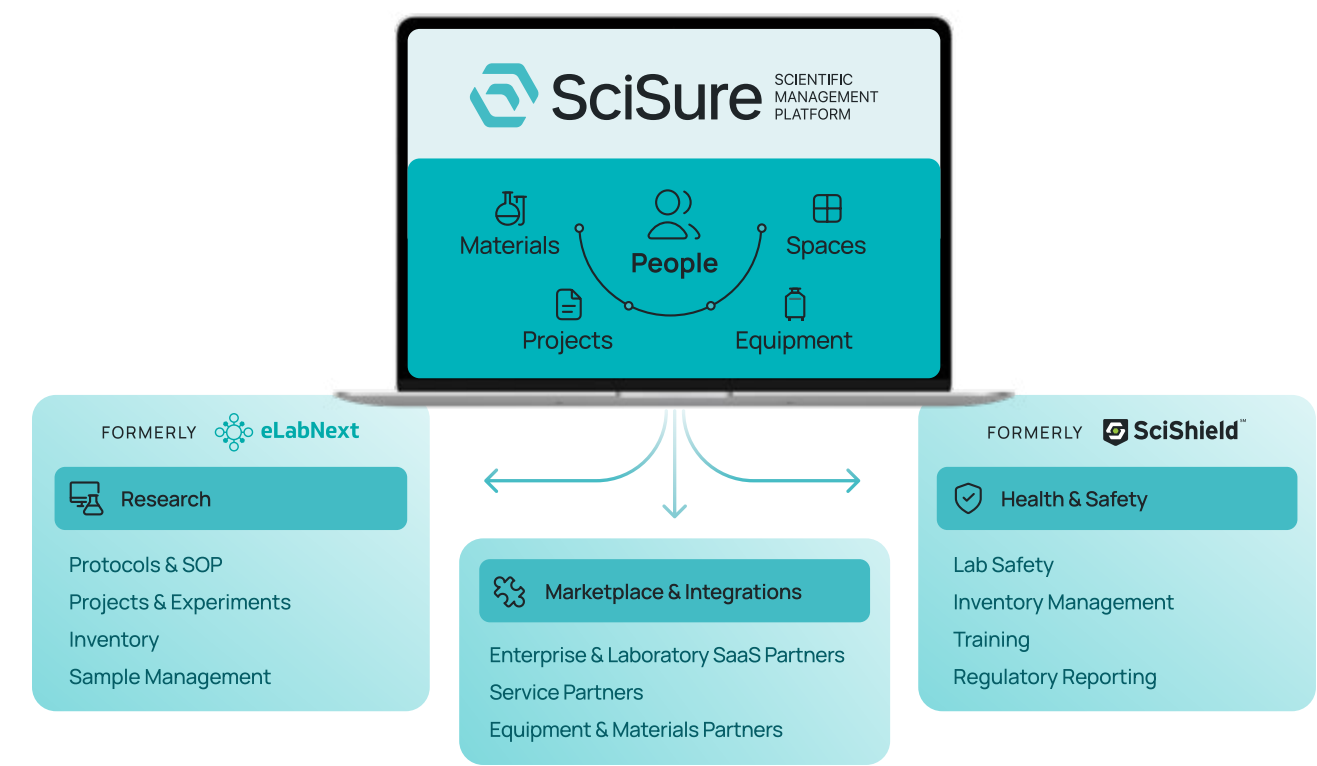 SciSure
SCIENTIFIC
MANAGEMENT
PLATFORM
Materials
People
Spaces
Projects
Equipment
FORMERLY eLabNext
Research
Protocols & SOP
Projects & Experiments
Inventory
Sample Management
Marketplace & Integrations
Enterprise & Laboratory SaaS Partners
Service Partners
Equipment & Materials Partners
FORMERLY SciShield™
Health & Safety
Lab Safety
Inventory Management
Training
Regulatory Reporting